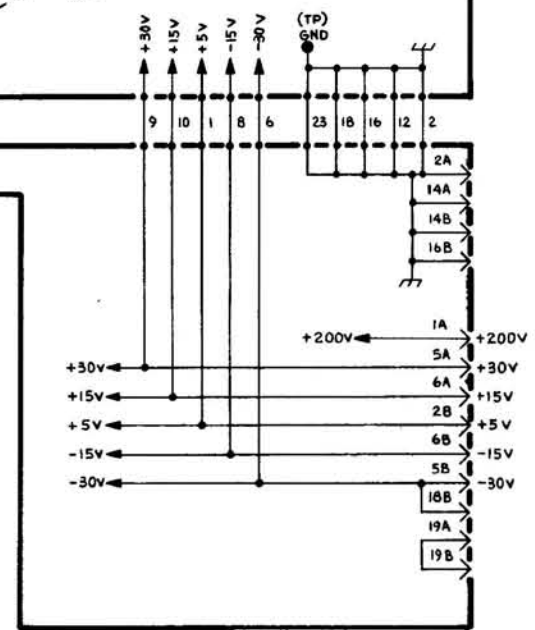 +30V +15V +5V -15V -30V
(TP)
GND
9 10 1 8 6 23 18 16 12 2
2A
14A
14B
16B
1A
+200V +200V
5A
+30V +30V
6A
+15V +15V
2B
+5V +5V
6B
-15V -15V
5B
-30V -30V
18B
19A
19B